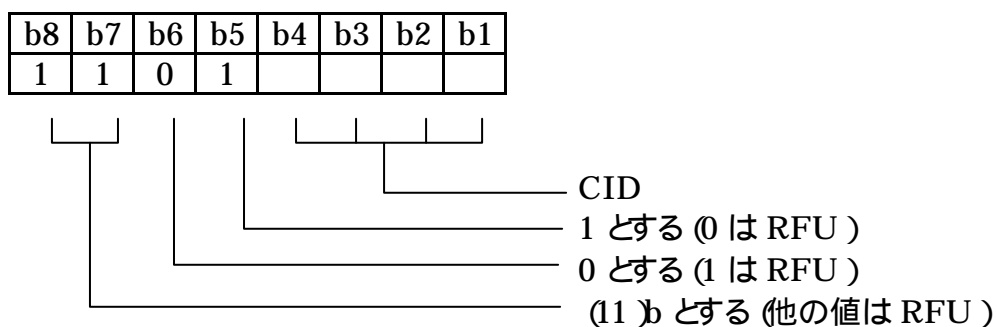 b8 b7 b6 b5 b4 b3 b2 b1
1 1 0 1
CID
1 とする (0 は RFU )
0 とする (1 は RFU )
(11 )b とする (他の値は RFU )